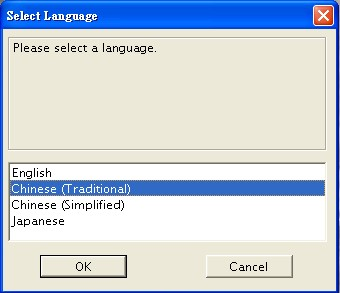 Select Language
Please select a language.
English
Chinese (Traditional)
Chinese (Simplified)
Japanese
OK Cancel